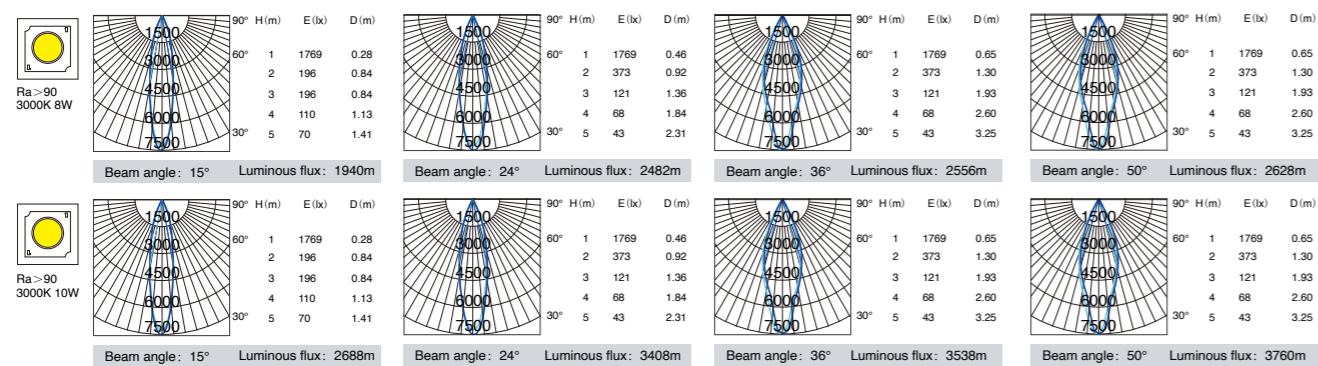 Ra＞90
3000K 8W
90° H(m) E(lx) D(m)
1500
60° 1 1769 0.28
3000
2 196 0.84
4500
3 196 0.84
6000
4 110 1.13
30° 5 70 1.41
7500
Beam angle: 15° Luminous flux: 1940m
90° H(m) E(lx) D(m)
1500
60° 1 1769 0.46
3000
2 373 0.92
4500
3 121 1.36
6000
4 68 1.84
30° 5 43 2.31
7500
Beam angle: 24° Luminous flux: 2482m
90° H(m) E(lx) D(m)
1500
60° 1 1769 0.65
3000
2 373 1.30
4500
3 121 1.93
6000
4 68 2.60
30° 5 43 3.25
7500
Beam angle: 36° Luminous flux: 2556m
90° H(m) E(lx) D(m)
1500
60° 1 1769 0.65
3000
2 373 1.30
4500
3 121 1.93
6000
4 68 2.60
30° 5 43 3.25
7500
Beam angle: 50° Luminous flux: 2628m
Ra＞90
3000K 10W
90° H(m) E(lx) D(m)
1500
60° 1 1769 0.28
3000
2 196 0.84
4500
3 196 0.84
6000
4 110 1.13
30° 5 70 1.41
7500
Beam angle: 15° Luminous flux: 2688m
90° H(m) E(lx) D(m)
1500
60° 1 1769 0.46
3000
2 373 0.92
4500
3 121 1.36
6000
4 68 1.84
30° 5 43 2.31
7500
Beam angle: 24° Luminous flux: 3408m
90° H(m) E(lx) D(m)
1500
60° 1 1769 0.65
3000
2 373 1.30
4500
3 121 1.93
6000
4 68 2.60
30° 5 43 3.25
7500
Beam angle: 36° Luminous flux: 3538m
90° H(m) E(lx) D(m)
1500
60° 1 1769 0.65
3000
2 373 1.30
4500
3 121 1.93
6000
4 68 2.60
30° 5 43 3.25
7500
Beam angle: 50° Luminous flux: 3760m